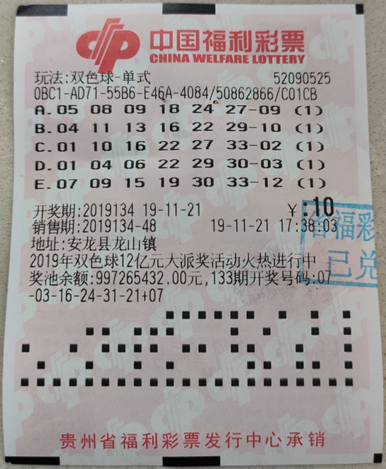 中国福利彩票
CHINA WELFARE LOTTERY
玩法:双色球-单式 52090525
0BC1-AD71-55B6-E46A-4084/50862866/C01CB
A.05 08 09 18 24 27-09 (1)
B.04 11 13 16 22 29-10 (1)
C.01 10 16 22 27 33-16 (1)
D.01 04 06 22 29 30-03 (1)
E.07 09 15 19 30 33-12 (1)
开奖期:2019134 19-11-21 ¥:10
销售期:2019134-48 19-11-21 17:38:03
地址:安龙县龙山镇
省福彩
已兑
2019年双色球12亿元大派奖活动火热进行中
奖池余额:997265432.00元,133期开奖号码:07
-03-16-24-31-21+07
贵州省福利彩票发行中心承销